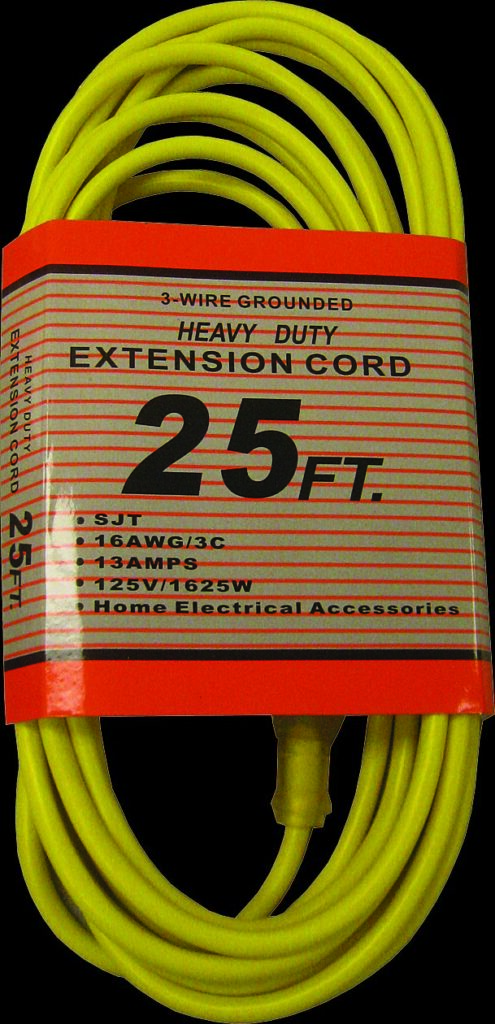 3-WIRE GROUNDED
HEAVY DUTY
EXTENSION CORD
25FT.
• SJT
• 16AWG/3C
• 13AMPS
• 125V/1625W
• Home Electrical Accessories
HEAVY DUTY
EXTENSION CORD
25FT.